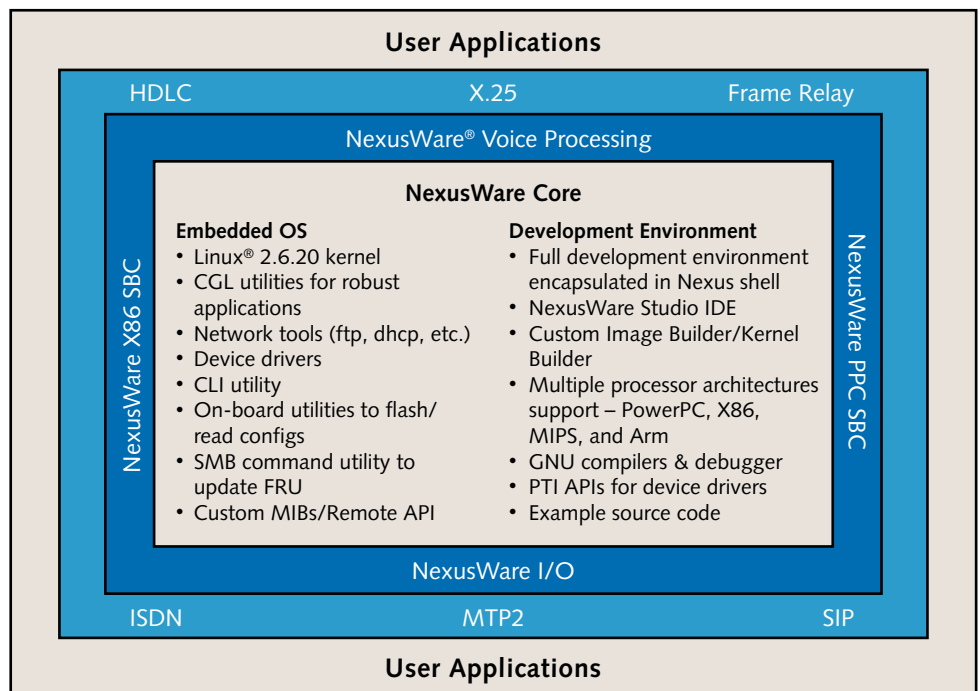 User Applications
HDLC
X.25
Frame Relay
NexusWare® Voice Processing
NexusWare X86 SBC
NexusWare Core
Embedded OS
• Linux® 2.6.20 kernel
• CGL utilities for robust
applications
• Network tools (ftp, dhcp, etc.)
• Device drivers
• CLI utility
• On-board utilities to flash/
read configs
• SMB command utility to
update FRU
• Custom MIBs/Remote API
Development Environment
• Full development environment
encapsulated in Nexus shell
• NexusWare Studio IDE
• Custom Image Builder/Kernel
Builder
• Multiple processor architectures
support – PowerPC, X86,
MIPS, and Arm
• GNU compilers & debugger
• PTI APIs for device drivers
• Example source code
NexusWare PPC SBC
NexusWare I/O
ISDN
MTP2
SIP
User Applications